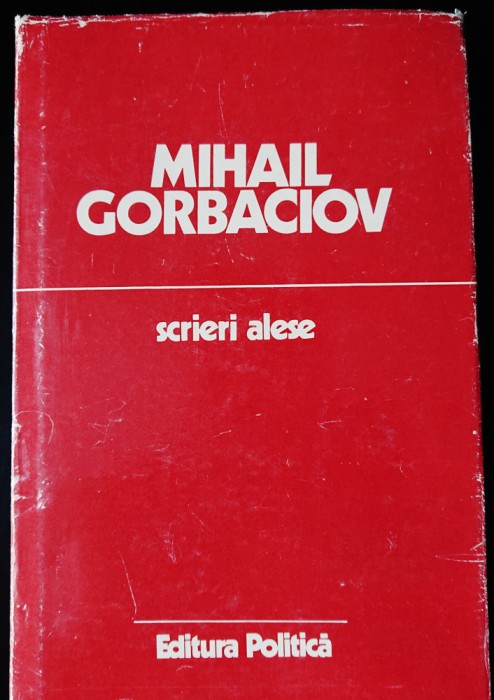 MIHAIL
GORBACIOV
scrieri alese
Editura Politică